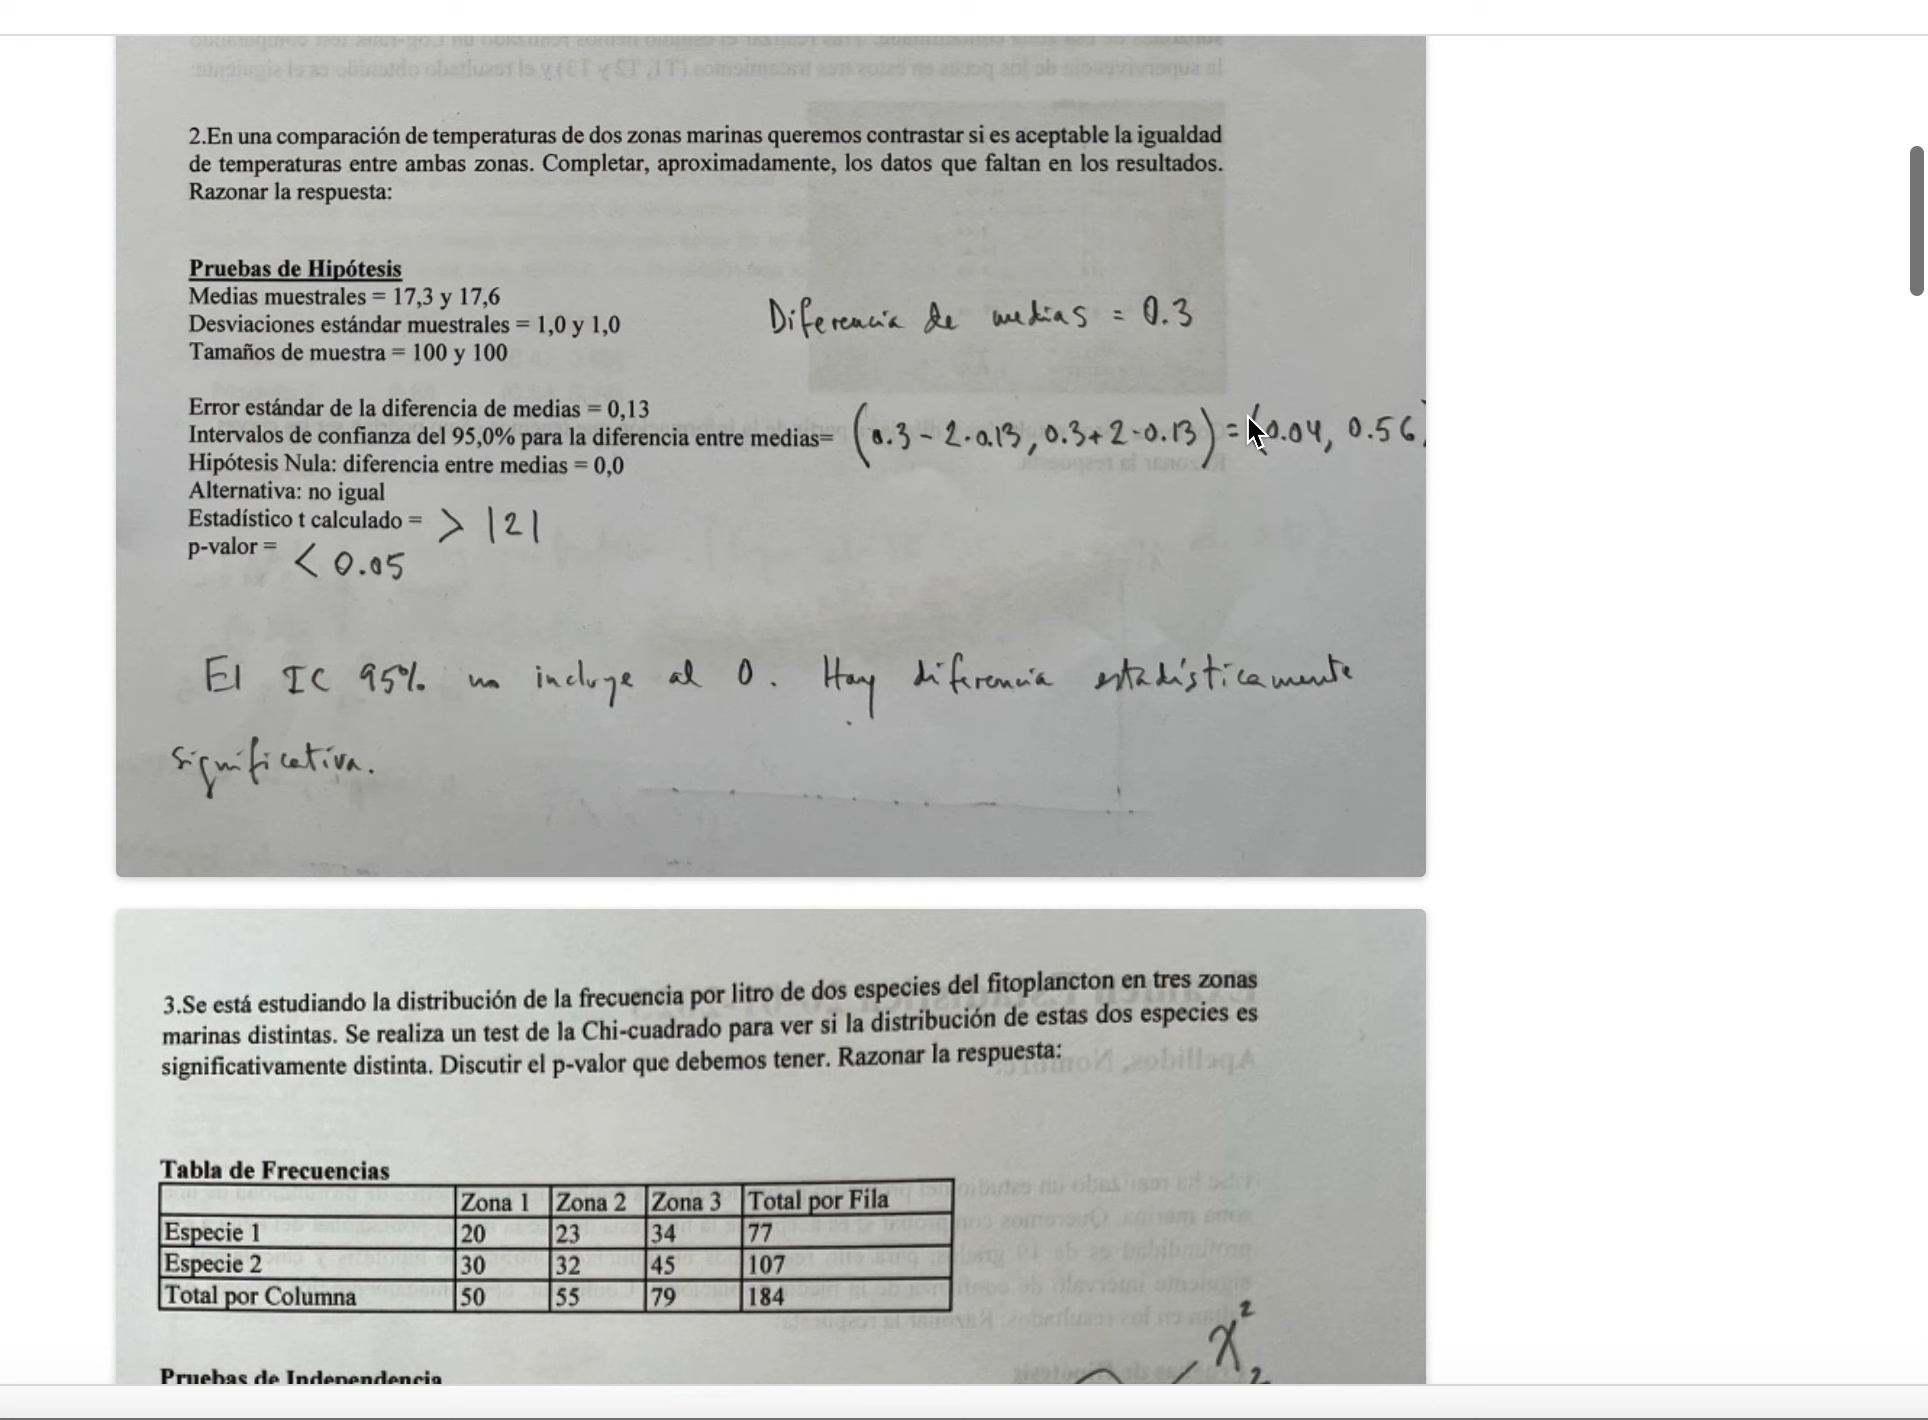 2.En una comparación de temperaturas de dos zonas marinas queremos contrastar si es aceptable la igualdad
de temperaturas entre ambas zonas. Completar, aproximadamente, los datos que faltan en los resultados.
Razonar la respuesta:
Pruebas de Hipótesis
Medias muestrales = 17,3 y 17,6
Desviaciones estándar muestrales = 1,0 y 1,0
Tamaños de muestra = 100 y 100
Diferencia de medias = 0.3
Error estándar de la diferencia de medias = 0,13
Intervalos de confianza del 95,0% para la diferencia entre medias= (0.3 - 2·0.13, 0.3+2·0.13) = (0.04, 0.56)
Hipótesis Nula: diferencia entre medias = 0,0
Alternativa: no igual
Estadístico t calculado = > |2|
p-valor = < 0.05
El IC 95% no incluye al 0. Hay diferencia estadísticamente
significativa.
3.Se está estudiando la distribución de la frecuencia por litro de dos especies del fitoplancton en tres zonas
marinas distintas. Se realiza un test de la Chi-cuadrado para ver si la distribución de estas dos especies es
significativamente distinta. Discutir el p-valor que debemos tener. Razonar la respuesta:
Tabla de Frecuencias
Zona 1 Zona 2 Zona 3 Total por Fila
Especie 1 20 23 34 77
Especie 2 30 32 45 107
Total por Columna 50 55 79 184
χ²
2
Pruebas de Independencia